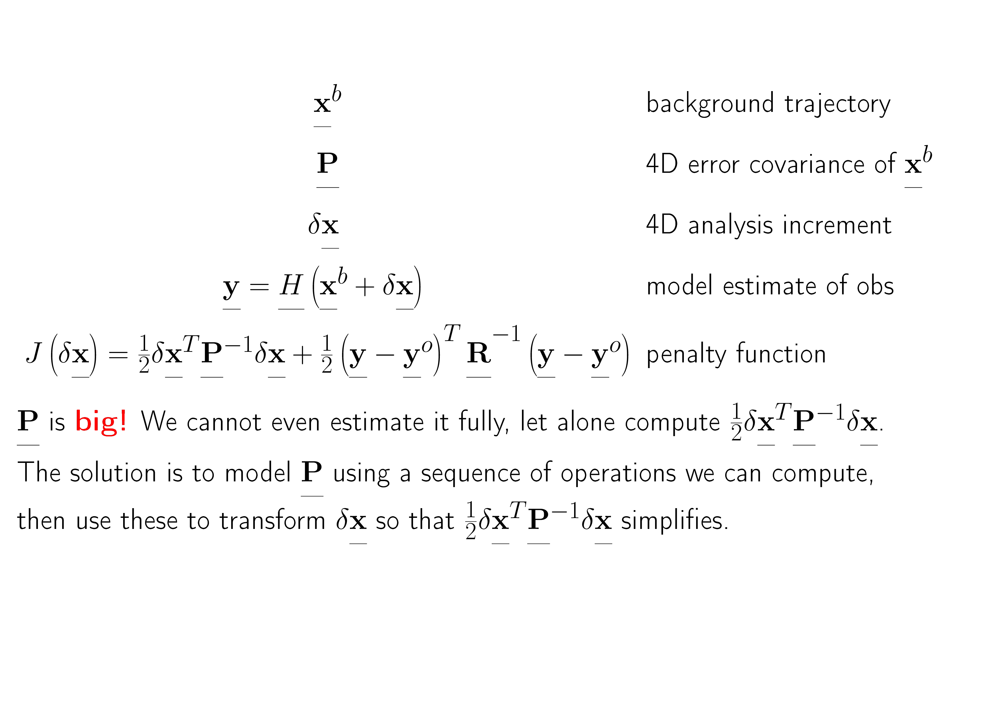 $\underline{\mathbf{x}}^b$ background trajectory
$\underline{\mathbf{P}}$ 4D error covariance of $\underline{\mathbf{x}}^b$
$\delta\underline{\mathbf{x}}$ 4D analysis increment
$\underline{\mathbf{y}} = \underline{H}\left(\underline{\mathbf{x}}^b + \delta\underline{\mathbf{x}}\right)$ model estimate of obs
$J\left(\delta\underline{\mathbf{x}}\right) = \frac{1}{2}\delta\underline{\mathbf{x}}^T\underline{\mathbf{P}}^{-1}\delta\underline{\mathbf{x}} + \frac{1}{2}\left(\underline{\mathbf{y}} - \underline{\mathbf{y}}^o\right)^T\underline{\mathbf{R}}^{-1}\left(\underline{\mathbf{y}} - \underline{\mathbf{y}}^o\right)$ penalty function
$\underline{\mathbf{P}}$ is big! We cannot even estimate it fully, let alone compute $\frac{1}{2}\delta\underline{\mathbf{x}}^T\underline{\mathbf{P}}^{-1}\delta\underline{\mathbf{x}}$.
The solution is to model $\underline{\mathbf{P}}$ using a sequence of operations we can compute,
then use these to transform $\delta\underline{\mathbf{x}}$ so that $\frac{1}{2}\delta\underline{\mathbf{x}}^T\underline{\mathbf{P}}^{-1}\delta\underline{\mathbf{x}}$ simplifies.